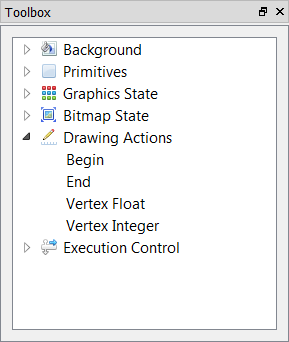 Toolbox
Background
Primitives
Graphics State
Bitmap State
Drawing Actions
Begin
End
Vertex Float
Vertex Integer
Execution Control